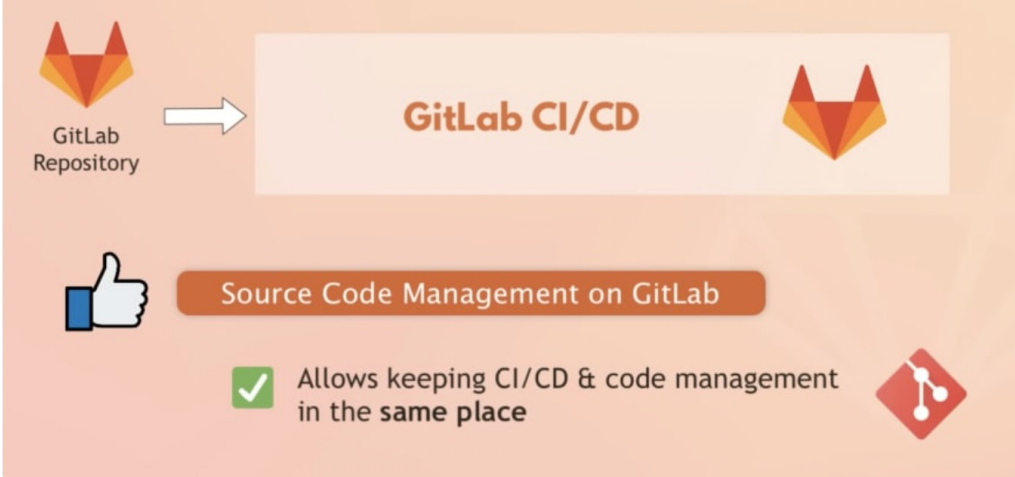 GitLab
Repository
GitLab CI/CD
Source Code Management on GitLab
Allows keeping CI/CD & code management
in the same place